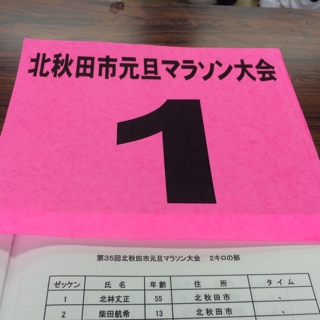 北秋田市元旦マラソン大会
1
第35回北秋田市元旦マラソン大会　2キロの部
ゼッケン 氏 名 年 齢 住 所 タ イ ム
1 北林丈正 55 北 秋 田 市 、
2 柴田航希 13 北 秋 田 市 、